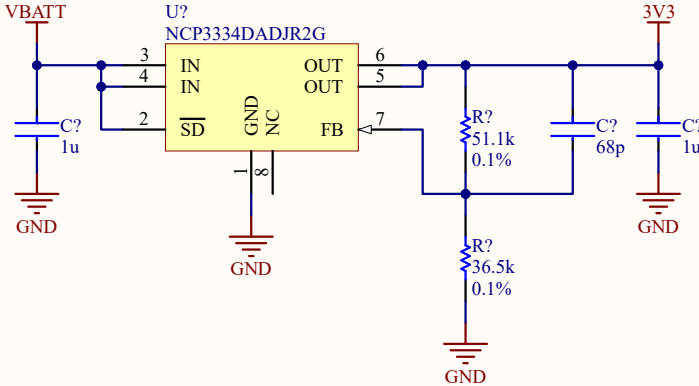 VBATT
U?
NCP3334DADJR2G
3V3
3
IN
OUT
6
4
IN
OUT
5
2
SD
GND
NC
FB
7
1
8
C?
1u
R?
51.1k
0.1%
C?
68p
C?
1u
GND
GND
GND
R?
36.5k
0.1%
GND